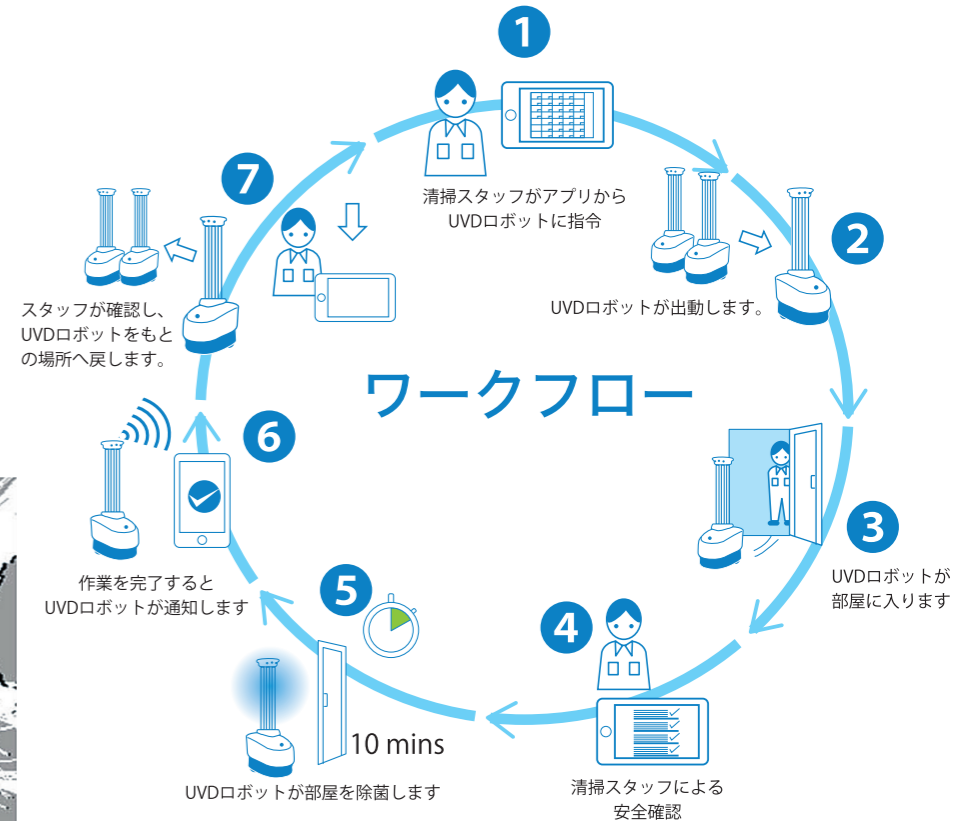 1
清掃スタッフがアプリから
UVDロボットに指令
2
UVDロボットが出動します。
ワークフロー
3
UVDロボットが
部屋に入ります
4
清掃スタッフによる
安全確認
5
10 mins
UVDロボットが部屋を除菌します
6
作業を完了すると
UVDロボットが通知します
7
スタッフが確認し、
UVDロボットをもと
の場所へ戻します。